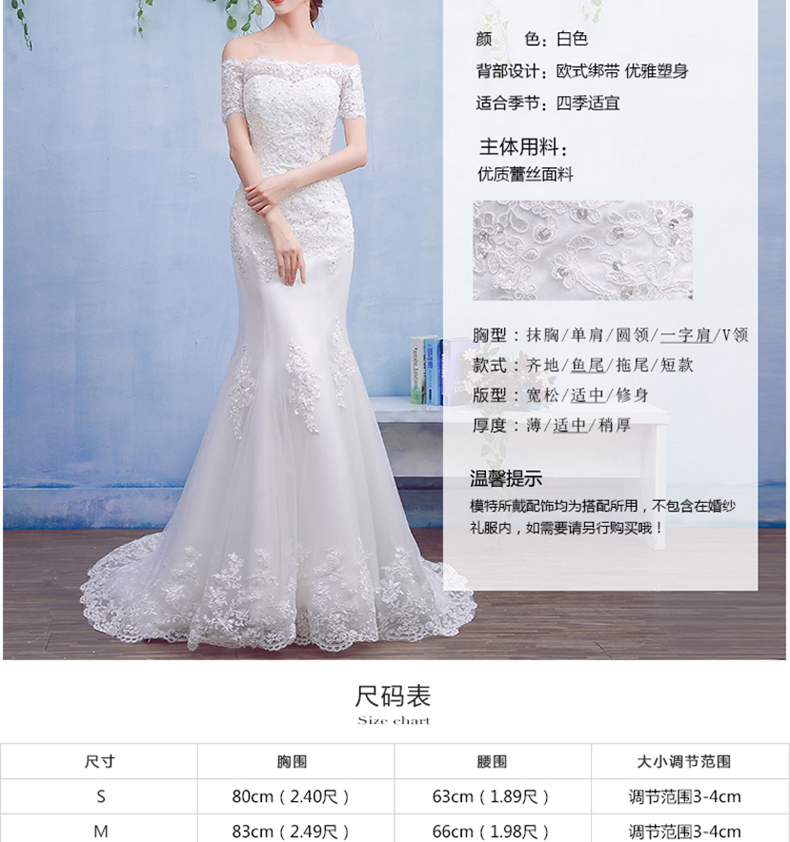 颜　　色：白色
背部设计：欧式绑带 优雅塑身
适合季节：四季适宜
主体用料：
优质蕾丝面料
胸型：抹胸/单肩/圆领/一字肩/V领
款式：齐地/鱼尾/拖尾/短款
版型：宽松/适中/修身
厚度：薄/适中/稍厚
温馨提示
模特所戴配饰均为搭配所用，不包含在婚纱
礼服内，如需要请另行购买哦！
尺码表
Size chart
尺寸 胸围 腰围 大小调节范围
S 80cm（2.40尺） 63cm（1.89尺） 调节范围3-4cm
M 83cm（2.49尺） 66cm（1.98尺） 调节范围3-4cm